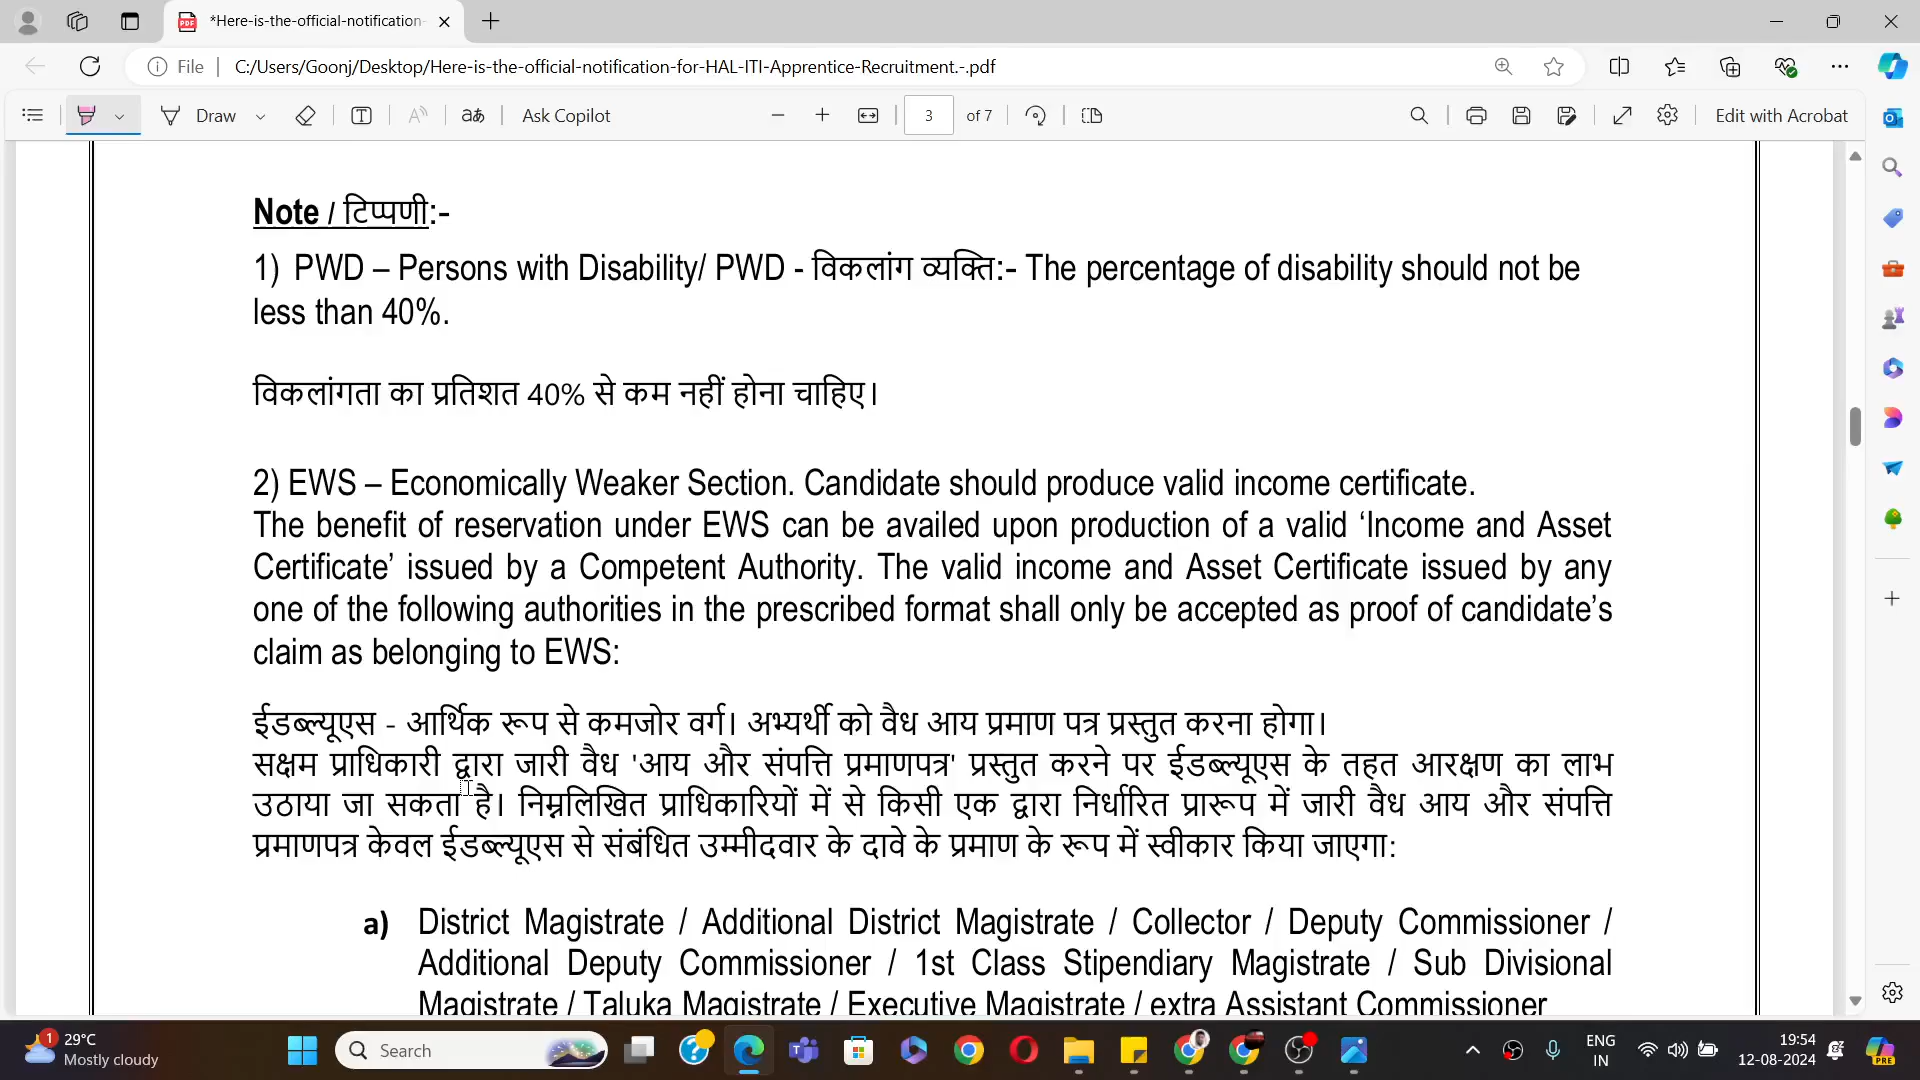 *Here-is-the-official-notification-
File
C:/Users/Goonj/Desktop/Here-is-the-official-notification-for-HAL-ITI-Apprentice-Recruitment.-.pdf
Draw
Ask Copilot
3 of 7
Edit with Acrobat
Note / टिप्पणी:-
1) PWD – Persons with Disability/ PWD - विकलांग व्यक्ति:- The percentage of disability should not be
less than 40%.
विकलांगता का प्रतिशत 40% से कम नहीं होना चाहिए।
2) EWS – Economically Weaker Section. Candidate should produce valid income certificate.
The benefit of reservation under EWS can be availed upon production of a valid ‘Income and Asset
Certificate’ issued by a Competent Authority. The valid income and Asset Certificate issued by any
one of the following authorities in the prescribed format shall only be accepted as proof of candidate’s
claim as belonging to EWS:
ईडब्ल्यूएस - आर्थिक रूप से कमजोर वर्ग। अभ्यर्थी को वैध आय प्रमाण पत्र प्रस्तुत करना होगा।
सक्षम प्राधिकारी द्वारा जारी वैध 'आय और संपत्ति प्रमाणपत्र' प्रस्तुत करने पर ईडब्ल्यूएस के तहत आरक्षण का लाभ
उठाया जा सकता है। निम्नलिखित प्राधिकारियों में से किसी एक द्वारा निर्धारित प्रारूप में जारी वैध आय और संपत्ति
प्रमाणपत्र केवल ईडब्ल्यूएस से संबंधित उम्मीदवार के दावे के प्रमाण के रूप में स्वीकार किया जाएगा:
a) District Magistrate / Additional District Magistrate / Collector / Deputy Commissioner /
Additional Deputy Commissioner / 1st Class Stipendiary Magistrate / Sub Divisional
Magistrate / Taluka Magistrate / Executive Magistrate / extra Assistant Commissioner
1
29°C
Mostly cloudy
Search
ENG
IN
19:54
12-08-2024
PRE